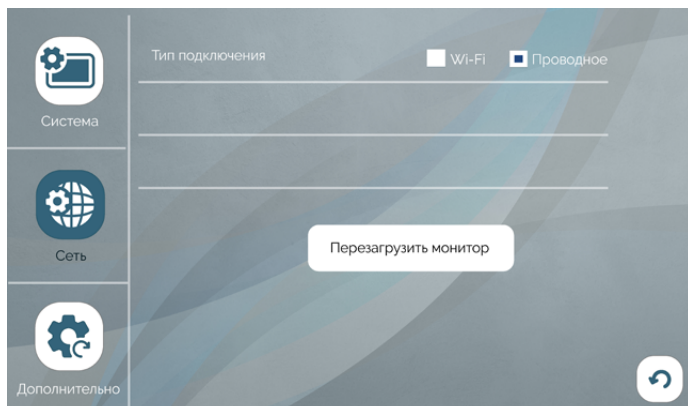 Тип подключения Wi-Fi Проводное
Система
Сеть
Перезагрузить монитор
Дополнительно